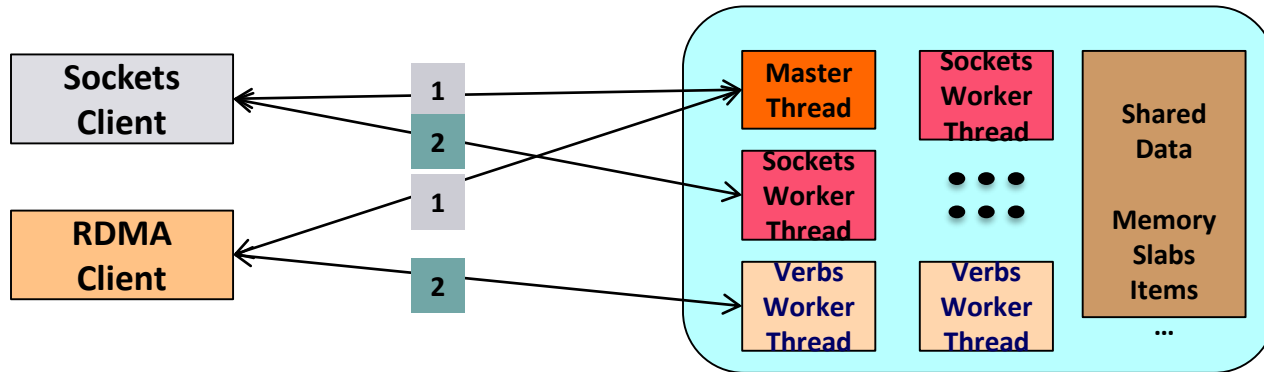 Sockets
Client
RDMA
Client
1
2
1
2
Master
Thread
Sockets
Worker
Thread
Sockets
Worker
Thread
Verbs
Worker
Thread
Verbs
Worker
Thread
Shared
Data
Memory
Slabs
Items
…